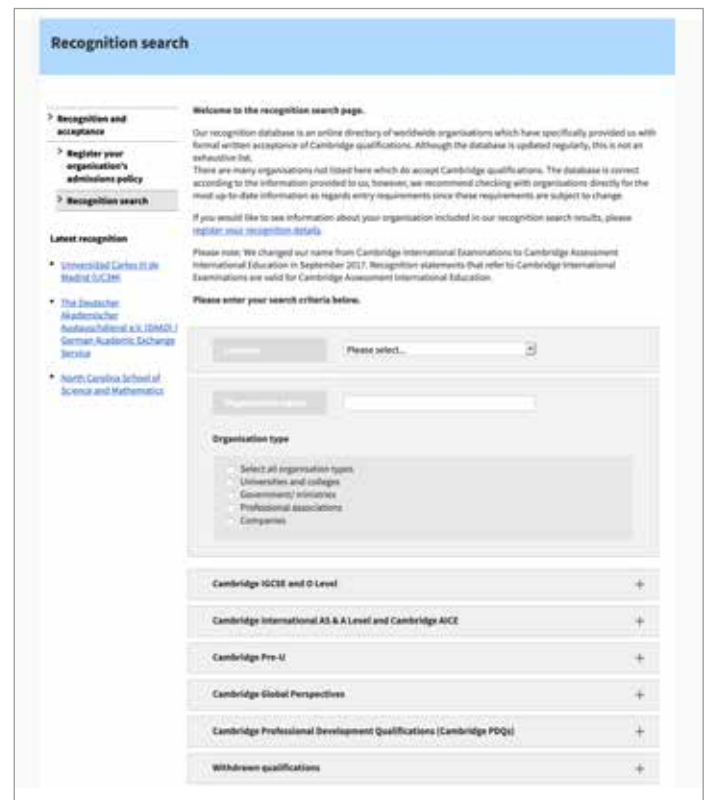 Recognition search
Recognition and
acceptance
Register your
organisation's
admissions policy
Recognition search
Latest recognition
Universidad Carlos III de
Madrid (UC3M)
The Deutscher
Akademischer
Austauschdienst e.V. (DAAD) /
German Academic Exchange
Service
North Carolina School of
Science and Mathematics
Welcome to the recognition search page.
Our recognition database is an online directory of worldwide organisations which have specifically provided us with
formal written acceptance of Cambridge qualifications. Although the database is updated regularly, this is not an
exhaustive list.
There are many organisations not listed here which do accept Cambridge qualifications. The database is correct
according to the information provided to us, however, we recommend checking with organisations directly for the
most up-to-date information as regards entry requirements since these requirements are subject to change.
If you would like to see information about your organisation included in our recognition search results, please
register your recognition details.
Please note: We changed our name from Cambridge International Examinations to Cambridge Assessment
International Education in September 2017. Recognition statements that refer to Cambridge International
Examinations are valid for Cambridge Assessment International Education.
Please enter your search criteria below.
Please select...
Organisation type
Select all organisation types
Universities and colleges
Government/ ministries
Professional associations
Companies
Cambridge IGCSE and O Level
Cambridge International AS & A Level and Cambridge AICE
Cambridge Pre-U
Cambridge Global Perspectives
Cambridge Professional Development Qualifications (Cambridge PDQs)
Withdrawn qualifications